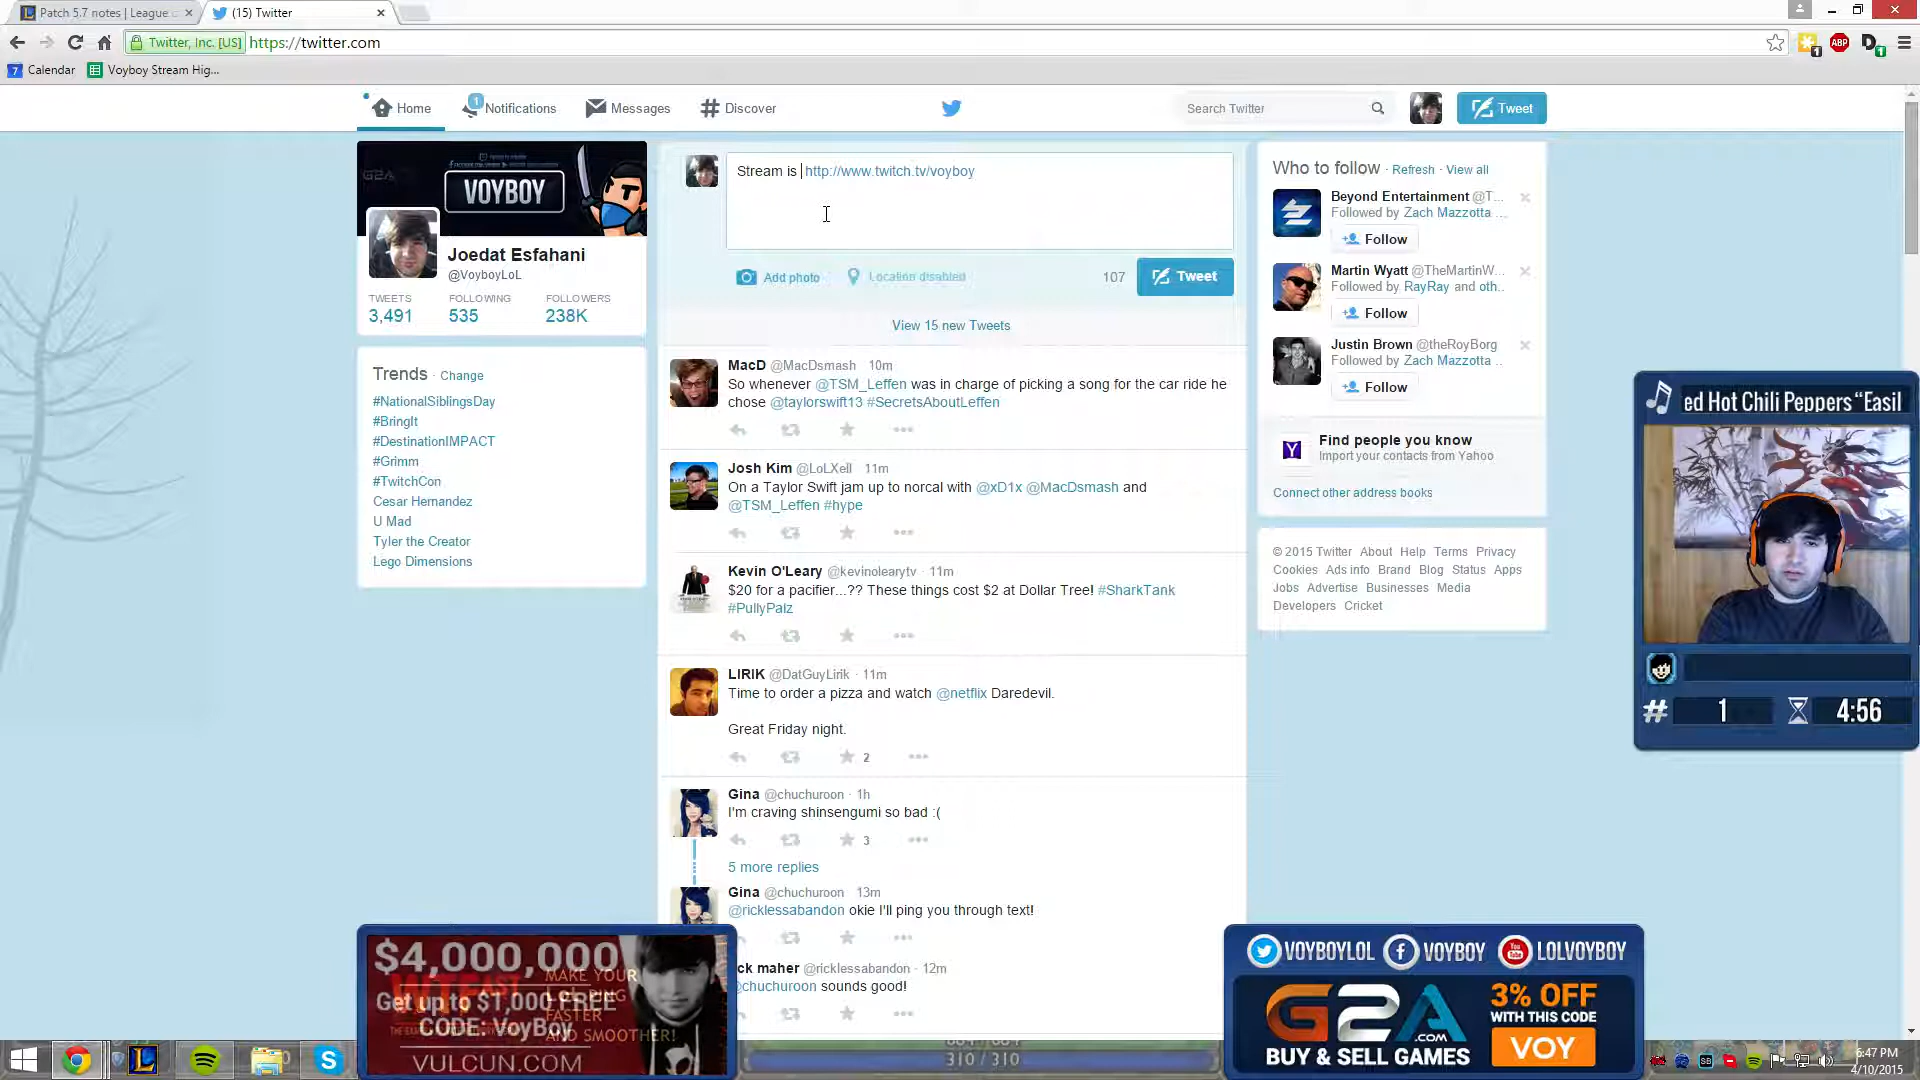 Patch 5.7 notes | League
(15) Twitter
Twitter, Inc. [US] https://twitter.com
Calendar
Voyboy Stream Hig...
Home
1
Notifications
Messages
Discover
Search Twitter
Tweet
VOYBOY
Joedat Esfahani
@VoyboyLoL
TWEETS FOLLOWING FOLLOWERS
3,491 535 238K
Trends · Change
#NationalSiblingsDay
#BringIt
#DestinationIMPACT
#Grimm
#TwitchCon
Cesar Hernandez
U Mad
Tyler the Creator
Lego Dimensions
Stream is http://www.twitch.tv/voyboy
Add photo
Location disabled
107
Tweet
View 15 new Tweets
MacD @MacDsmash · 10m
So whenever @TSM_Leffen was in charge of picking a song for the car ride he
chose @taylorswift13 #SecretsAboutLeffen
Josh Kim @LoLXell · 11m
On a Taylor Swift jam up to norcal with @xD1x @MacDsmash and
@TSM_Leffen #hype
Kevin O'Leary @kevinolearytv · 11m
$20 for a pacifier...?? These things cost $2 at Dollar Tree! #SharkTank
#PullyPalz
LIRIK @DatGuyLirik · 11m
Time to order a pizza and watch @netflix Daredevil.
Great Friday night.
2
Gina @chuchuroon · 1h
I'm craving shinsengumi so bad :(
3
5 more replies
Gina @chuchuroon · 13m
@ricklessabandon okie I'll ping you through text!
ck maher @ricklessabandon · 12m
@chuchuroon sounds good!
Who to follow · Refresh · View all
Beyond Entertainment @T...
Followed by Zach Mazzotta ...
Follow
Martin Wyatt @TheMartinW...
Followed by RayRay and oth..
Follow
Justin Brown @theRoyBorg
Followed by Zach Mazzotta ..
Follow
Find people you know
Import your contacts from Yahoo
Connect other address books
© 2015 Twitter About Help Terms Privacy
Cookies Ads info Brand Blog Status Apps
Jobs Advertise Businesses Media
Developers Cricket
ed Hot Chili Peppers “Easil
# 1 4:56
$4,000,000
MAKE YOUR
LOL PING
Get up to $1,000 FREE
FASTER
CODE: VoyBoy
AND SMOOTHER!
VULCUN.COM
310 / 310
VOYBOYLOL VOYBOY LOLVOYBOY
G2A.COM
BUY & SELL GAMES
3% OFF
WITH THIS CODE
VOY
6:47 PM
4/10/2015